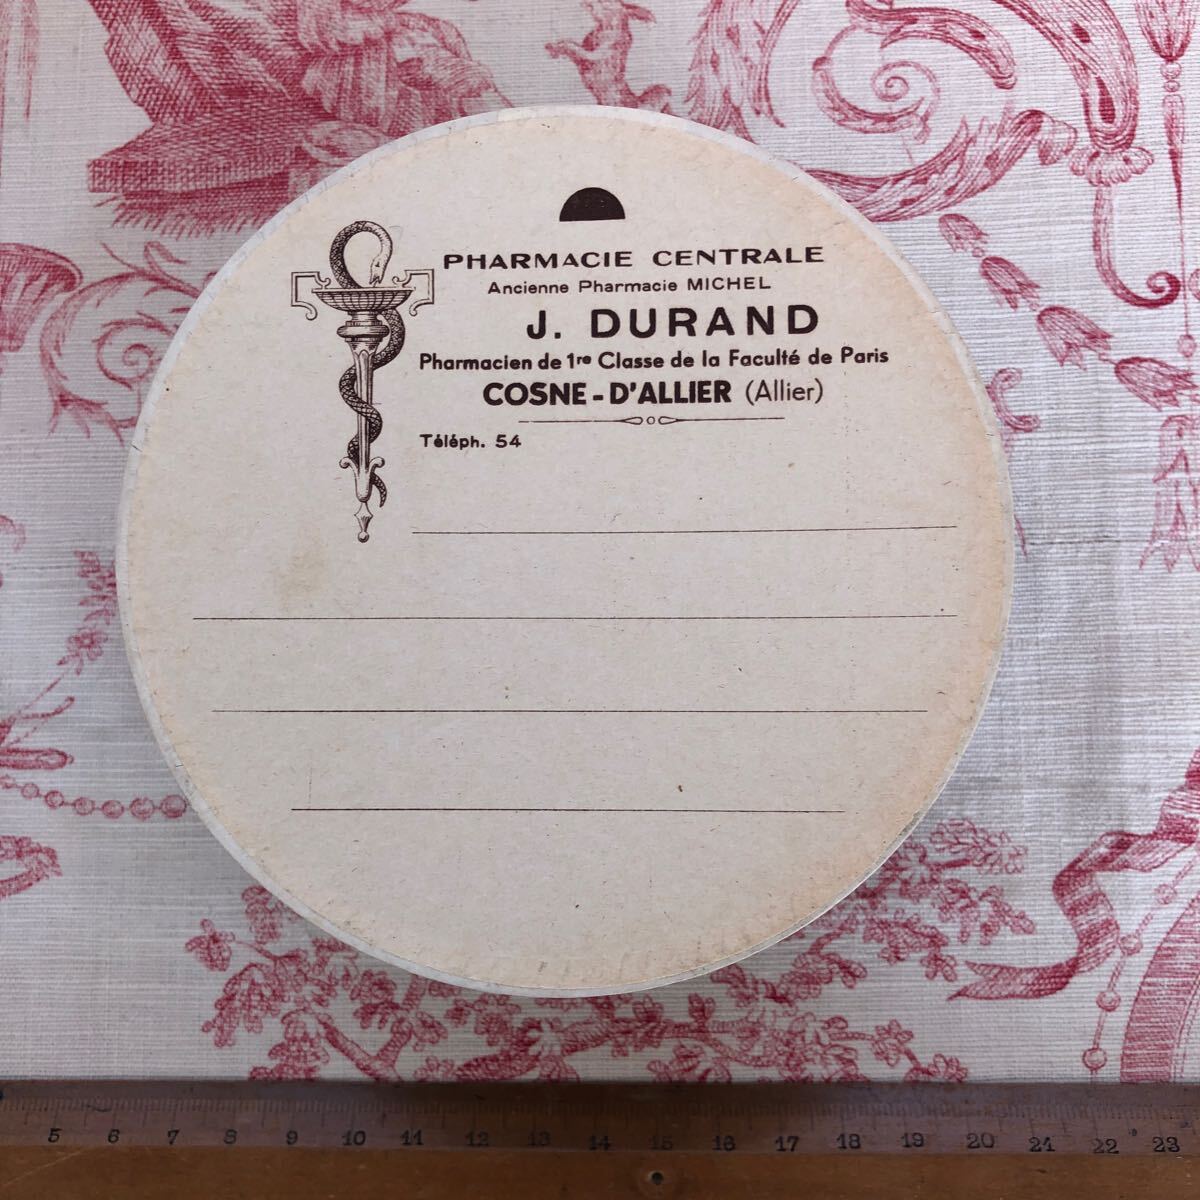 PHARMACIE CENTRALE
Ancienne Pharmacie MICHEL
J. DURAND
Pharmacien de 1re Classe de la Faculté de Paris
COSNE-D'ALLIER (Allier)
Téléph. 54
5 6 7 8 9 10 11 12 13 14 15 16 17 18 19 20 21 22 23